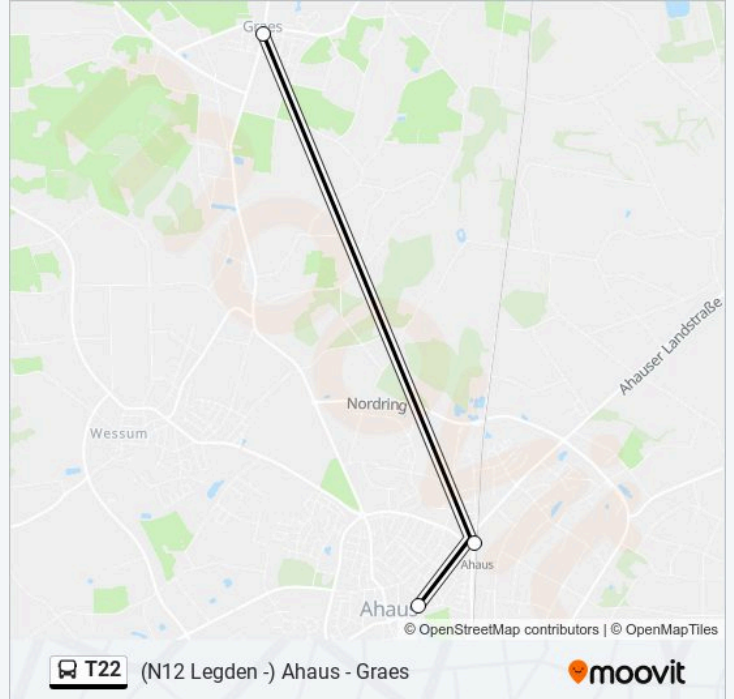 Graes
Ahauser Landstraße
Nordring
Wessum
Ahaus
Ahaus
© OpenStreetMap contributors | © OpenMapTiles
T22 (N12 Legden -) Ahaus - Graes
moovit